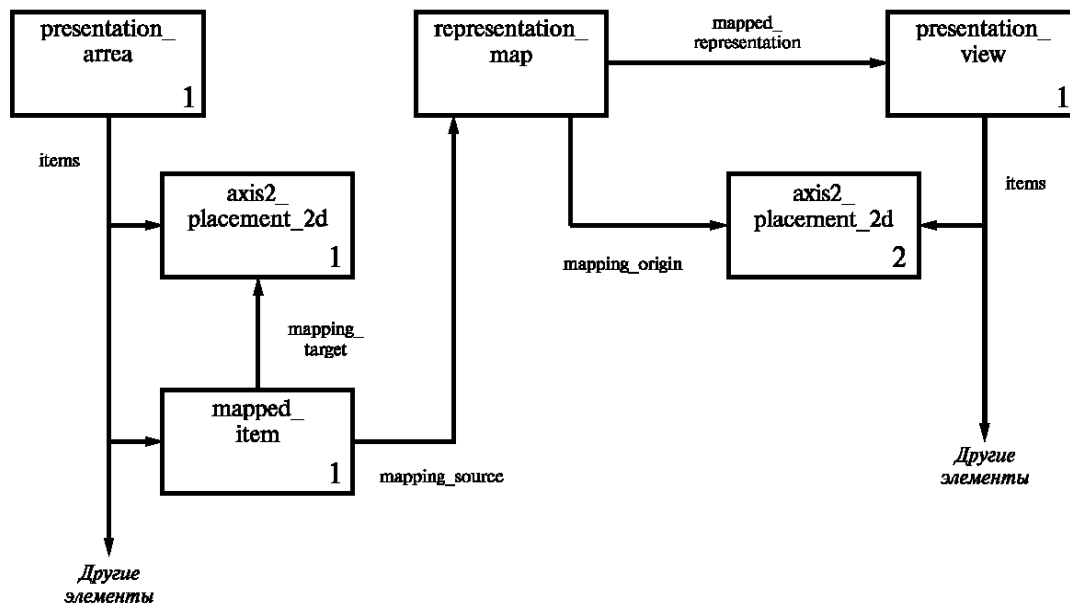 presentation_
arrea
1
representation_
map
mapped_
representation
presentation_
view
1
items
axis2_
placement_2d
1
mapping_origin
axis2_
placement_2d
2
items
mapping_
target
mapped_
item
1
mapping_source
Другие
элементы
Другие
элементы